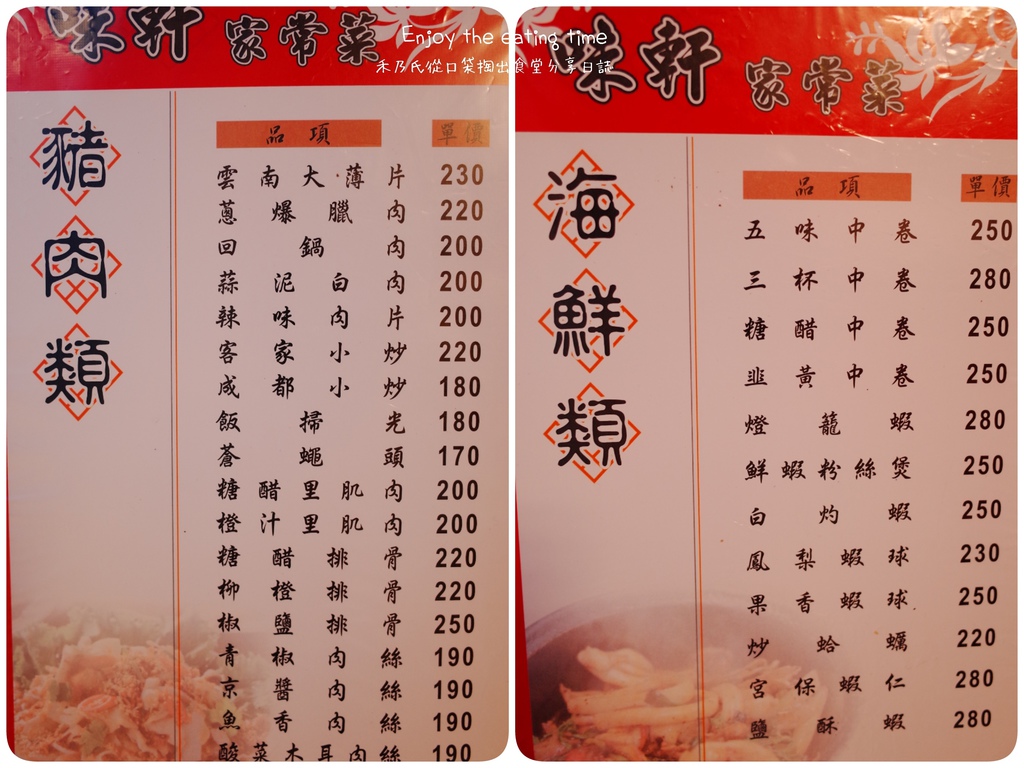 Enjoy the eating time
禾乃氏從口袋掏出食堂分享日誌
味軒 家常菜
豬肉類
品項 單價
雲南大薄片 230
蔥爆臘肉 220
回鍋肉 200
蒜泥白肉 200
辣味肉片 200
客家小炒 220
成都小炒 180
飯掃光 180
蒼蠅頭 170
糖醋里肌肉 200
橙汁里肌肉 200
糖醋排骨 220
柳橙排骨 220
椒鹽排骨 250
青椒肉絲 190
京醬肉絲 190
魚香肉絲 190
酸菜木耳肉絲 190
味軒 家常菜
海鮮類
品項 單價
五味中卷 250
三杯中卷 280
糖醋中卷 250
韮黃中卷 250
燈籠蝦 280
鮮蝦粉絲煲 250
白灼蝦 250
鳳梨蝦球 230
果香蝦球 250
炒蛤蠣 220
宮保蝦仁 280
鹽酥蝦 280